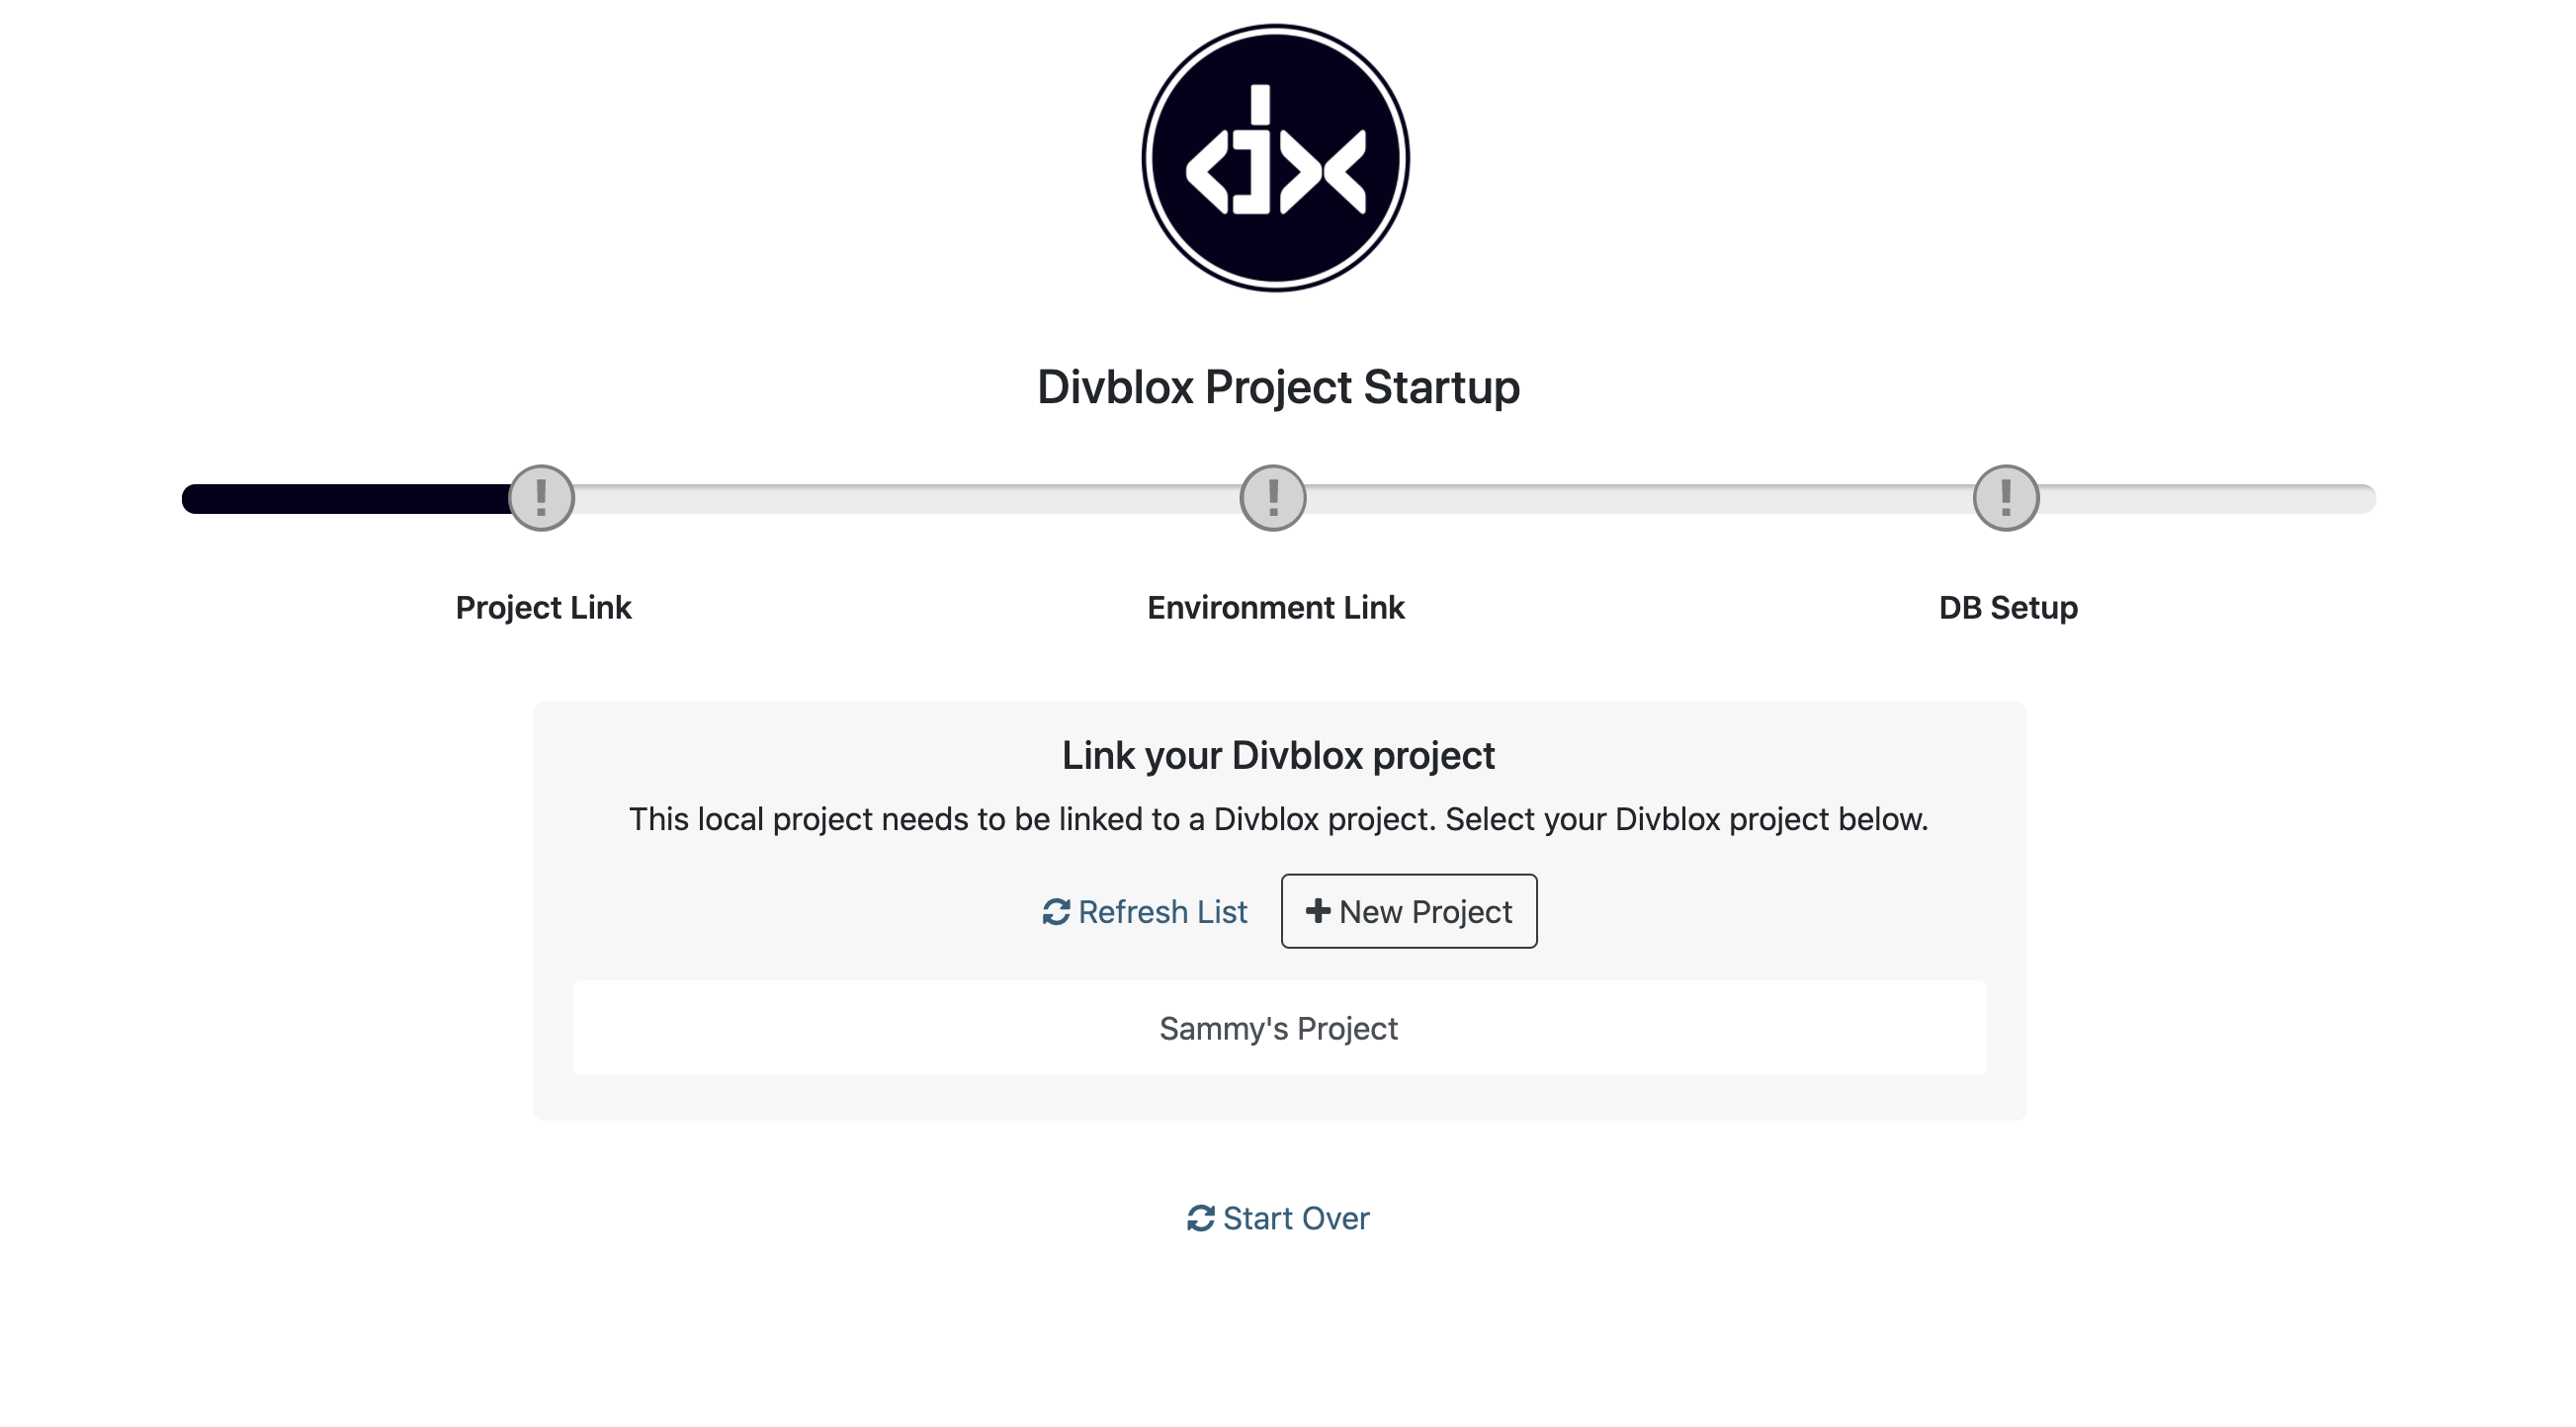 dx
Divblox Project Startup
! ! !
Project Link Environment Link DB Setup
Link your Divblox project
This local project needs to be linked to a Divblox project. Select your Divblox project below.
Refresh List + New Project
Sammy's Project
Start Over